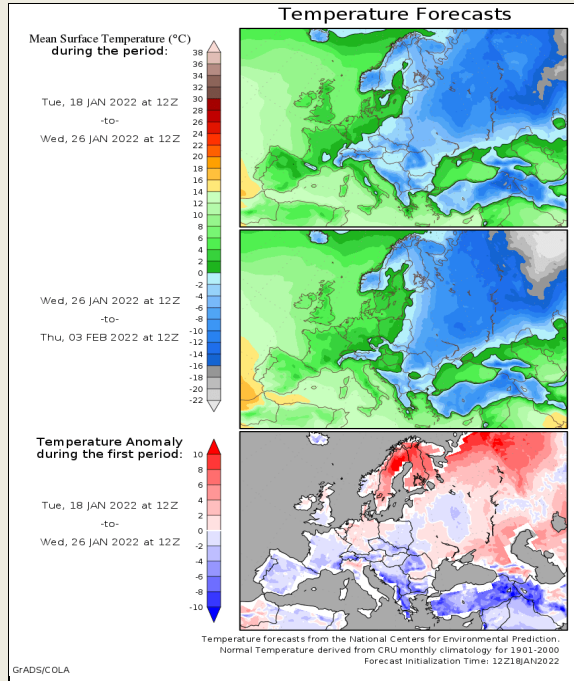 Temperature Forecasts
Mean Surface Temperature (°C)
during the period:
Tue, 18 JAN 2022 at 12Z
-to-
Wed, 26 JAN 2022 at 12Z
38
36
34
32
30
28
26
24
22
20
18
16
14
12
10
8
6
4
2
0
-2
-4
-6
-8
-10
-12
-14
-16
-18
-20
-22
Wed, 26 JAN 2022 at 12Z
-to-
Thu, 03 FEB 2022 at 12Z
Temperature Anomaly
during the first period:
Tue, 18 JAN 2022 at 12Z
-to-
Wed, 26 JAN 2022 at 12Z
10
8
6
4
2
0
-2
-4
-6
-8
-10
Temperature forecasts from the National Centers for Environmental Prediction.
Normal Temperature derived from CRU monthly climatology for 1901-2000
Forecast Initialization Time: 12Z18JAN2022
GrADS/COLA